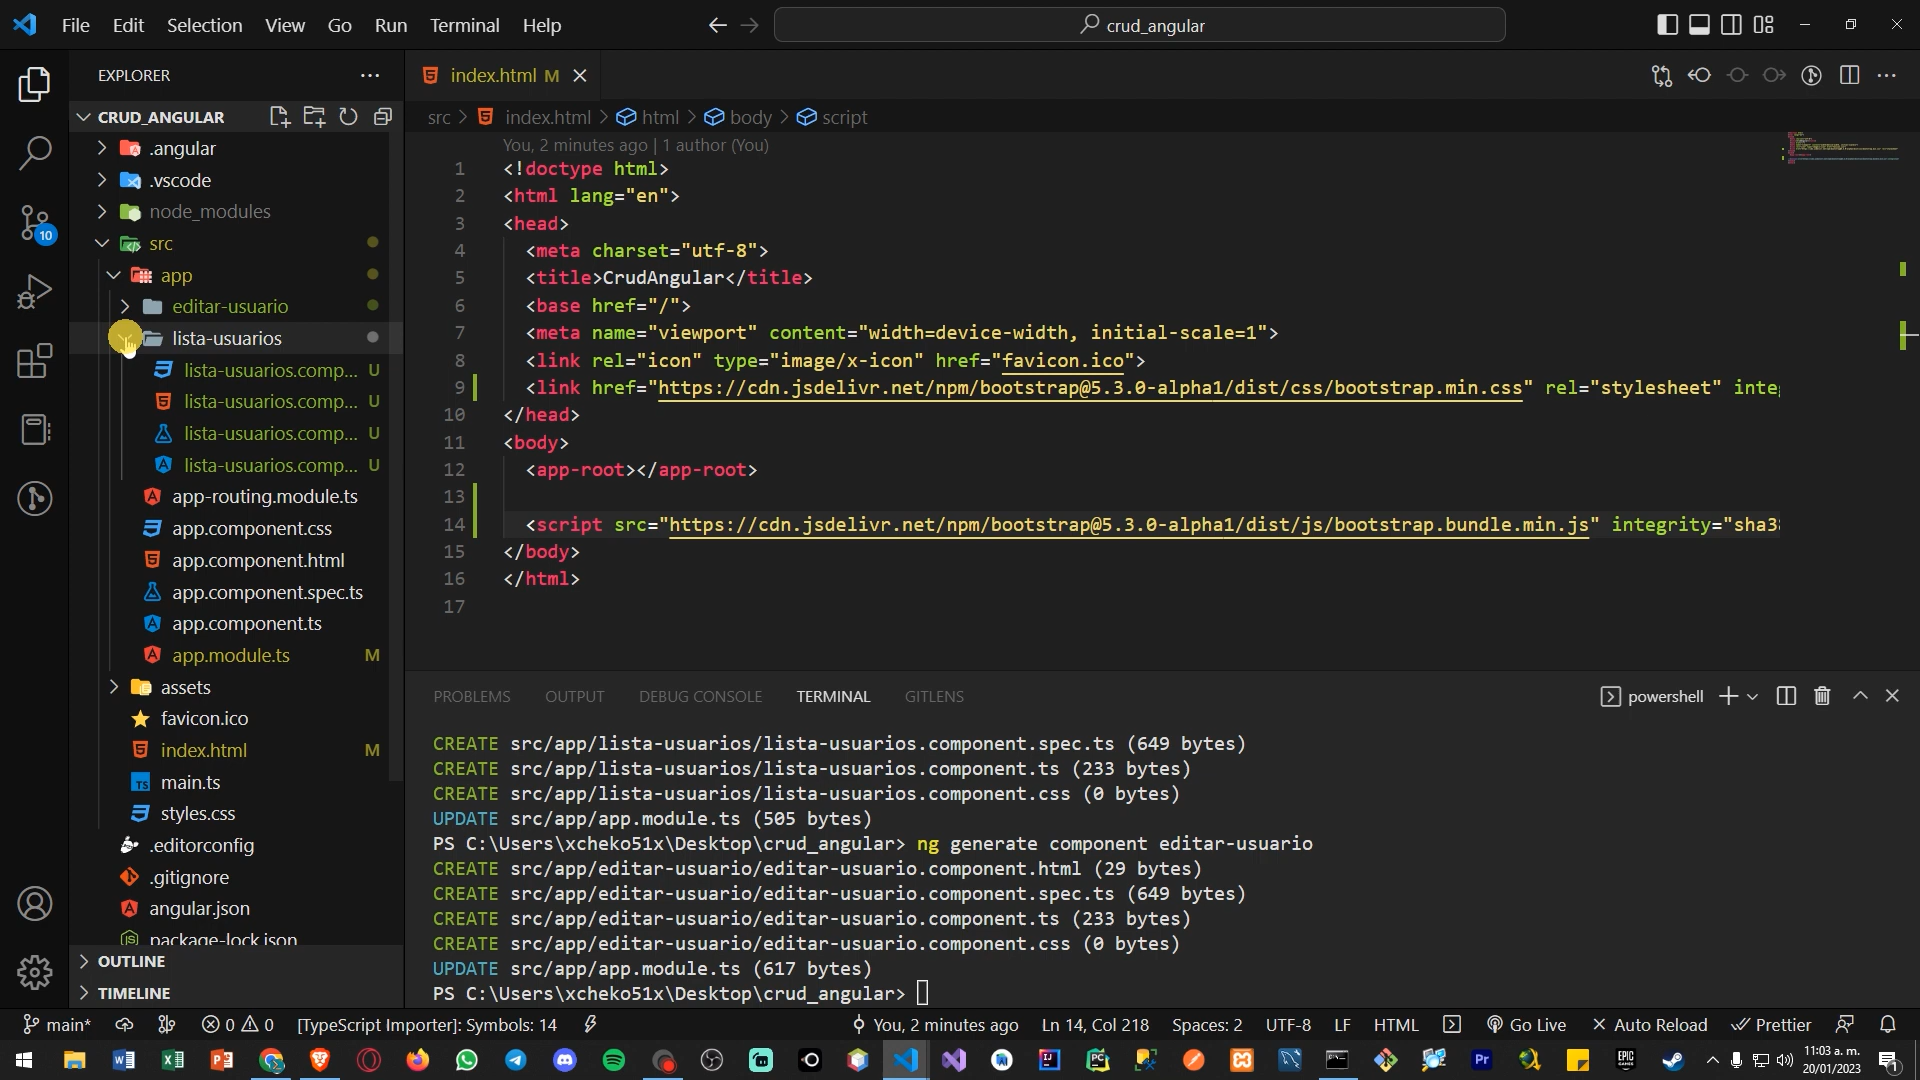 File Edit Selection View Go Run Terminal Help
crud_angular
EXPLORER
CRUD_ANGULAR
.angular
.vscode
node_modules
src
app
editar-usuario
lista-usuarios
lista-usuarios.comp... U
lista-usuarios.comp... U
lista-usuarios.comp... U
lista-usuarios.comp... U
app-routing.module.ts
app.component.css
app.component.html
app.component.spec.ts
app.component.ts
app.module.ts M
assets
favicon.ico
index.html M
main.ts
styles.css
.editorconfig
.gitignore
angular.json
package-lock.json
OUTLINE
TIMELINE
10
index.html M
src > index.html > html > body > script
You, 2 minutes ago | 1 author (You)
1 <!doctype html>
2 <html lang="en">
3 <head>
4 <meta charset="utf-8">
5 <title>CrudAngular</title>
6 <base href="/">
7 <meta name="viewport" content="width=device-width, initial-scale=1">
8 <link rel="icon" type="image/x-icon" href="favicon.ico">
9 <link href="https://cdn.jsdelivr.net/npm/bootstrap@5.3.0-alpha1/dist/css/bootstrap.min.css" rel="stylesheet" integ
10 </head>
11 <body>
12 <app-root></app-root>
13
14 <script src="https://cdn.jsdelivr.net/npm/bootstrap@5.3.0-alpha1/dist/js/bootstrap.bundle.min.js" integrity="sha38
15 </body>
16 </html>
17
PROBLEMS OUTPUT DEBUG CONSOLE TERMINAL GITLENS
powershell
CREATE src/app/lista-usuarios/lista-usuarios.component.spec.ts (649 bytes)
CREATE src/app/lista-usuarios/lista-usuarios.component.ts (233 bytes)
CREATE src/app/lista-usuarios/lista-usuarios.component.css (0 bytes)
UPDATE src/app/app.module.ts (505 bytes)
PS C:\Users\xcheko51x\Desktop\crud_angular> ng generate component editar-usuario
CREATE src/app/editar-usuario/editar-usuario.component.html (29 bytes)
CREATE src/app/editar-usuario/editar-usuario.component.spec.ts (649 bytes)
CREATE src/app/editar-usuario/editar-usuario.component.ts (233 bytes)
CREATE src/app/editar-usuario/editar-usuario.component.css (0 bytes)
UPDATE src/app/app.module.ts (617 bytes)
PS C:\Users\xcheko51x\Desktop\crud_angular>
main* 0 0 [TypeScript Importer]: Symbols: 14 You, 2 minutes ago Ln 14, Col 218 Spaces: 2 UTF-8 LF HTML Go Live Auto Reload Prettier
11:03 a. m.
20/01/2023